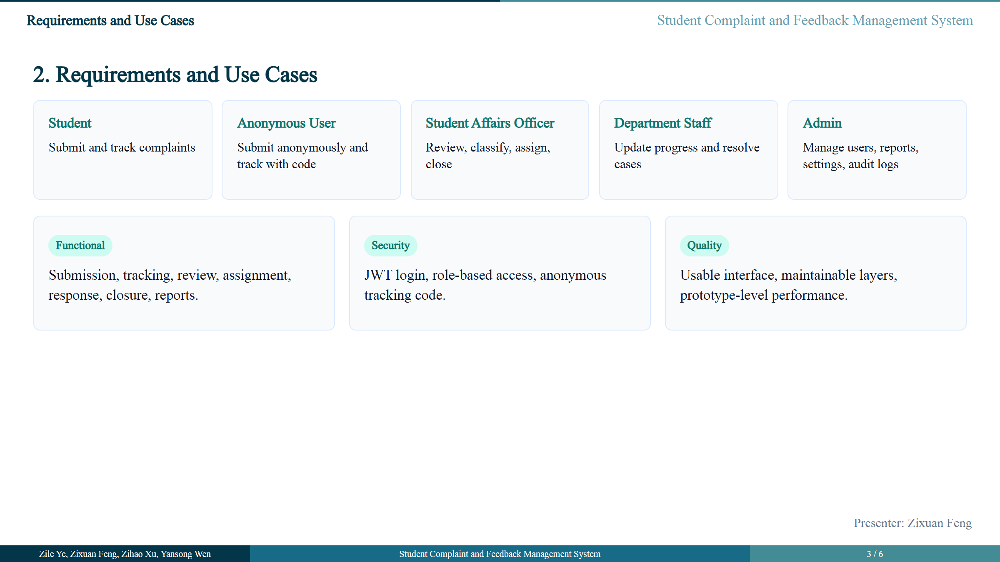 Requirements and Use Cases
Student Complaint and Feedback Management System
2. Requirements and Use Cases
Student
Submit and track complaints
Anonymous User
Submit anonymously and
track with code
Student Affairs Officer
Review, classify, assign,
close
Department Staff
Update progress and resolve
cases
Admin
Manage users, reports,
settings, audit logs
Functional
Submission, tracking, review, assignment,
response, closure, reports.
Security
JWT login, role-based access, anonymous
tracking code.
Quality
Usable interface, maintainable layers,
prototype-level performance.
Presenter: Zixuan Feng
Zile Ye, Zixuan Feng, Zihao Xu, Yansong Wen
Student Complaint and Feedback Management System
3 / 6